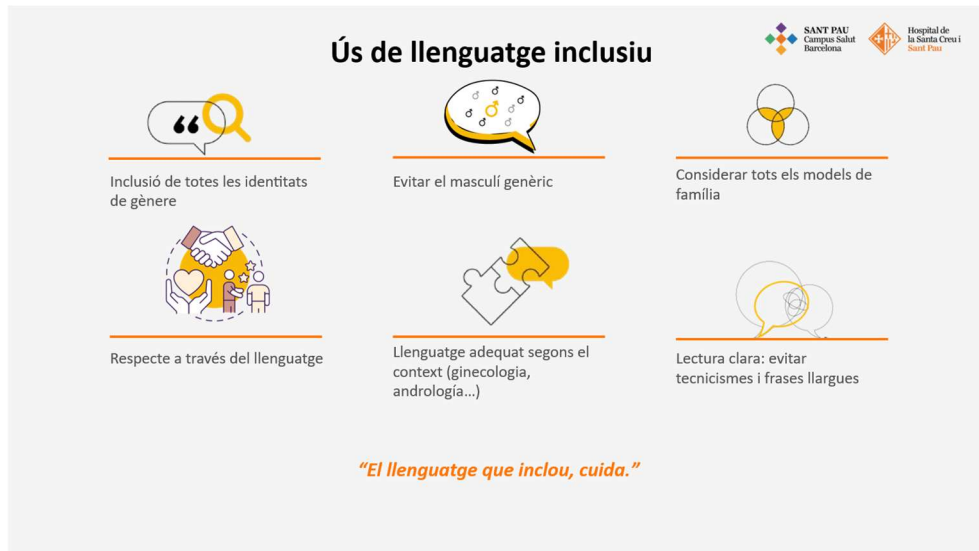 SANT PAU
Campus Salut
Barcelona
Hospital de
la Santa Creu i
Sant Pau
Ús de llenguatge inclusiu
Inclusió de totes les identitats
de gènere
Evitar el masculí genèric
Considerar tots els models de
família
Respecte a través del llenguatge
Llenguatge adequat segons el
context (ginecologia,
andrología...)
Lectura clara: evitar
tecnicismes i frases llargues
“El llenguatge que inclou, cuida.”